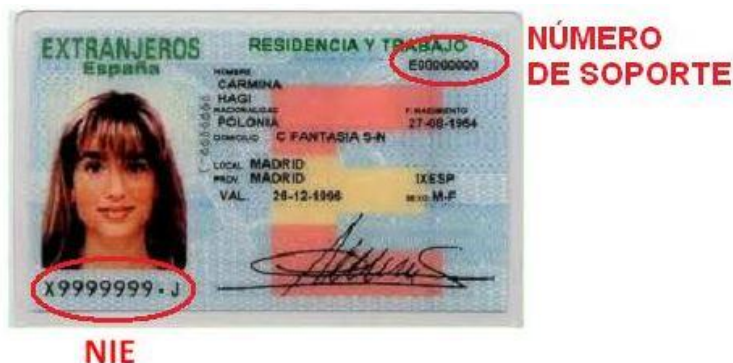 EXTRANJEROS
España
RESIDENCIA Y TRABAJO
E00000000
NÚMERO
DE SOPORTE
NOMBRE
CARMINA
HAGI
NACIONALIDAD F. NACIMIENTO
POLONIA 27-08-1964
DOMICILIO C FANTASIA S-N
LOCAL MADRID
PROV. MADRID IXESP
VAL. 26-12-1996 SEXO M-F
X9999999-J
NIE